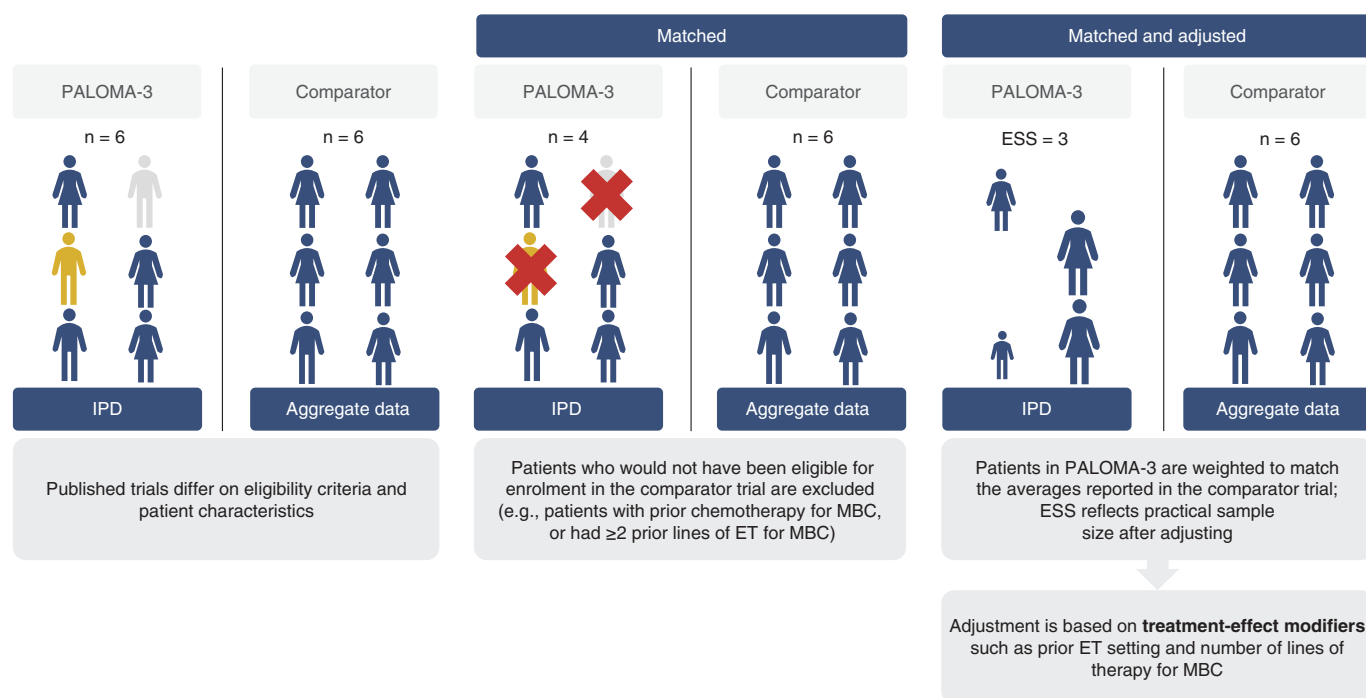 Matched
Matched and adjusted
PALOMA-3
Comparator
PALOMA-3
Comparator
PALOMA-3
Comparator
n = 6
n = 6
n = 4
n = 6
ESS = 3
n = 6
IPD
Aggregate data
IPD
Aggregate data
IPD
Aggregate data
Published trials differ on eligibility criteria and
patient characteristics
Patients who would not have been eligible for
enrolment in the comparator trial are excluded
(e.g., patients with prior chemotherapy for MBC,
or had ≥2 prior lines of ET for MBC)
Patients in PALOMA-3 are weighted to match
the averages reported in the comparator trial;
ESS reflects practical sample
size after adjusting
Adjustment is based on treatment-effect modifiers
such as prior ET setting and number of lines of
therapy for MBC